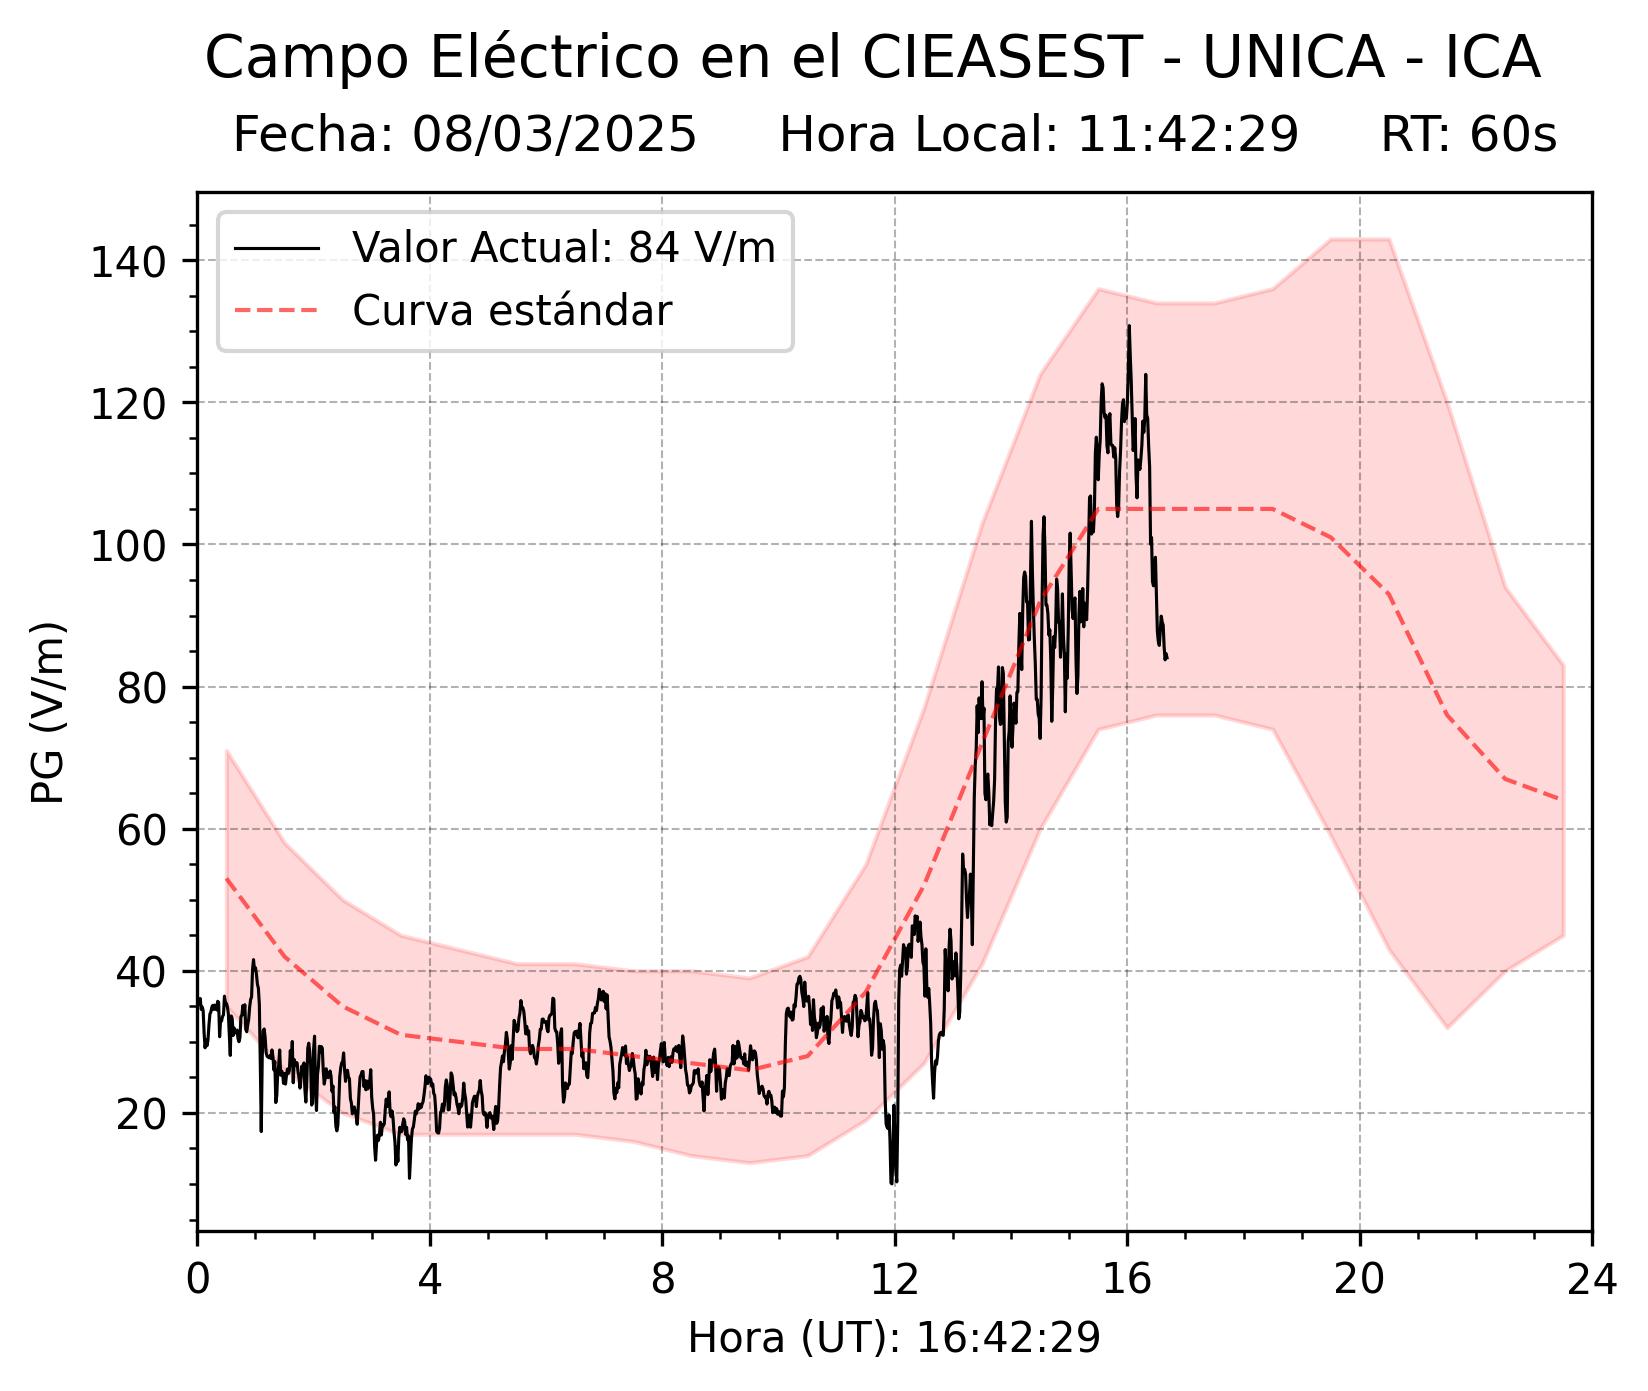 Campo Eléctrico en el CIEASEST - UNICA - ICA
Fecha: 08/03/2025 Hora Local: 11:42:29 RT: 60s
Valor Actual: 84 V/m
Curva estándar
PG (V/m)
140
120
100
80
60
40
20
0 4 8 12 16 20 24
Hora (UT): 16:42:29